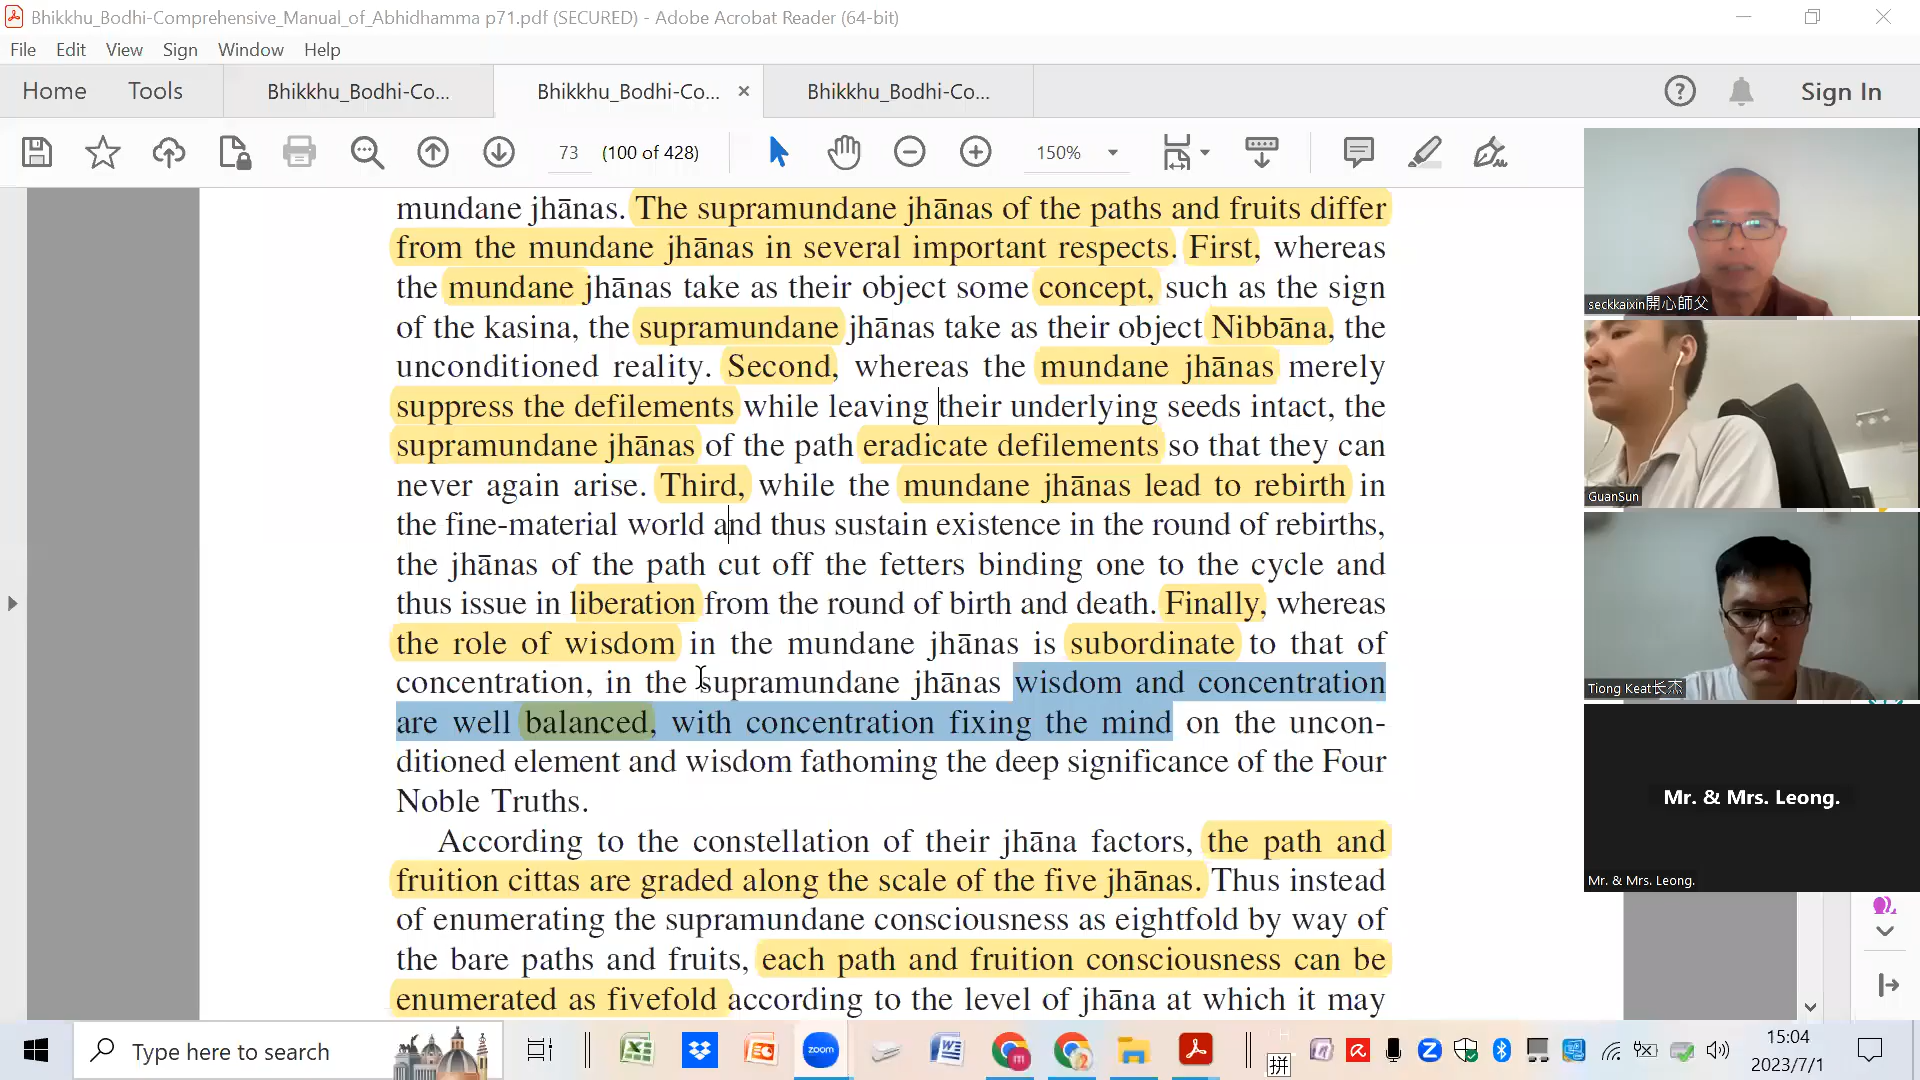 Bhikkhu_Bodhi-Comprehensive_Manual_of_Abhidhamma p71.pdf (SECURED) - Adobe Acrobat Reader (64-bit)
File Edit View Sign Window Help
Home Tools Bhikkhu_Bodhi-Co... Bhikkhu_Bodhi-Co... × Bhikkhu_Bodhi-Co... Sign In
73 (100 of 428) 150%
mundane jhānas. The supramundane jhānas of the paths and fruits differ
from the mundane jhānas in several important respects. First, whereas
the mundane jhānas take as their object some concept, such as the sign
of the kasina, the supramundane jhānas take as their object Nibbāna, the
unconditioned reality. Second, whereas the mundane jhānas merely
suppress the defilements while leaving their underlying seeds intact, the
supramundane jhānas of the path eradicate defilements so that they can
never again arise. Third, while the mundane jhānas lead to rebirth in
the fine-material world and thus sustain existence in the round of rebirths,
the jhānas of the path cut off the fetters binding one to the cycle and
thus issue in liberation from the round of birth and death. Finally, whereas
the role of wisdom in the mundane jhānas is subordinate to that of
concentration, in the supramundane jhānas wisdom and concentration
are well balanced, with concentration fixing the mind on the uncon-
ditioned element and wisdom fathoming the deep significance of the Four
Noble Truths.
According to the constellation of their jhāna factors, the path and
fruition cittas are graded along the scale of the five jhānas. Thus instead
of enumerating the supramundane consciousness as eightfold by way of
the bare paths and fruits, each path and fruition consciousness can be
enumerated as fivefold according to the level of jhāna at which it may
seckkaixin開心師父
GuanSun
Tiong Keat长杰
Mr. & Mrs. Leong.
Mr. & Mrs. Leong.
Type here to search
zoom
拼
15:04
2023/7/1